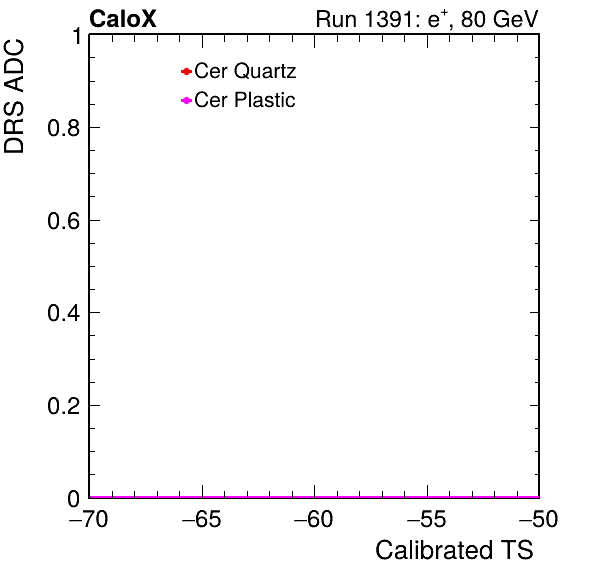 CaloX Run 1391: e⁺, 80 GeV
DRS ADC
Cer Quartz
Cer Plastic
1
0.8
0.6
0.4
0.2
0
−70 −65 −60 −55 −50
Calibrated TS